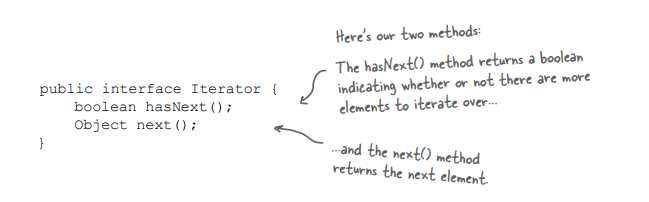 Here's our two methods:
The hasNext() method returns a boolean
indicating whether or not there are more
elements to iterate over...
public interface Iterator {
boolean hasNext();
Object next();
}
...and the next() method
returns the next element.